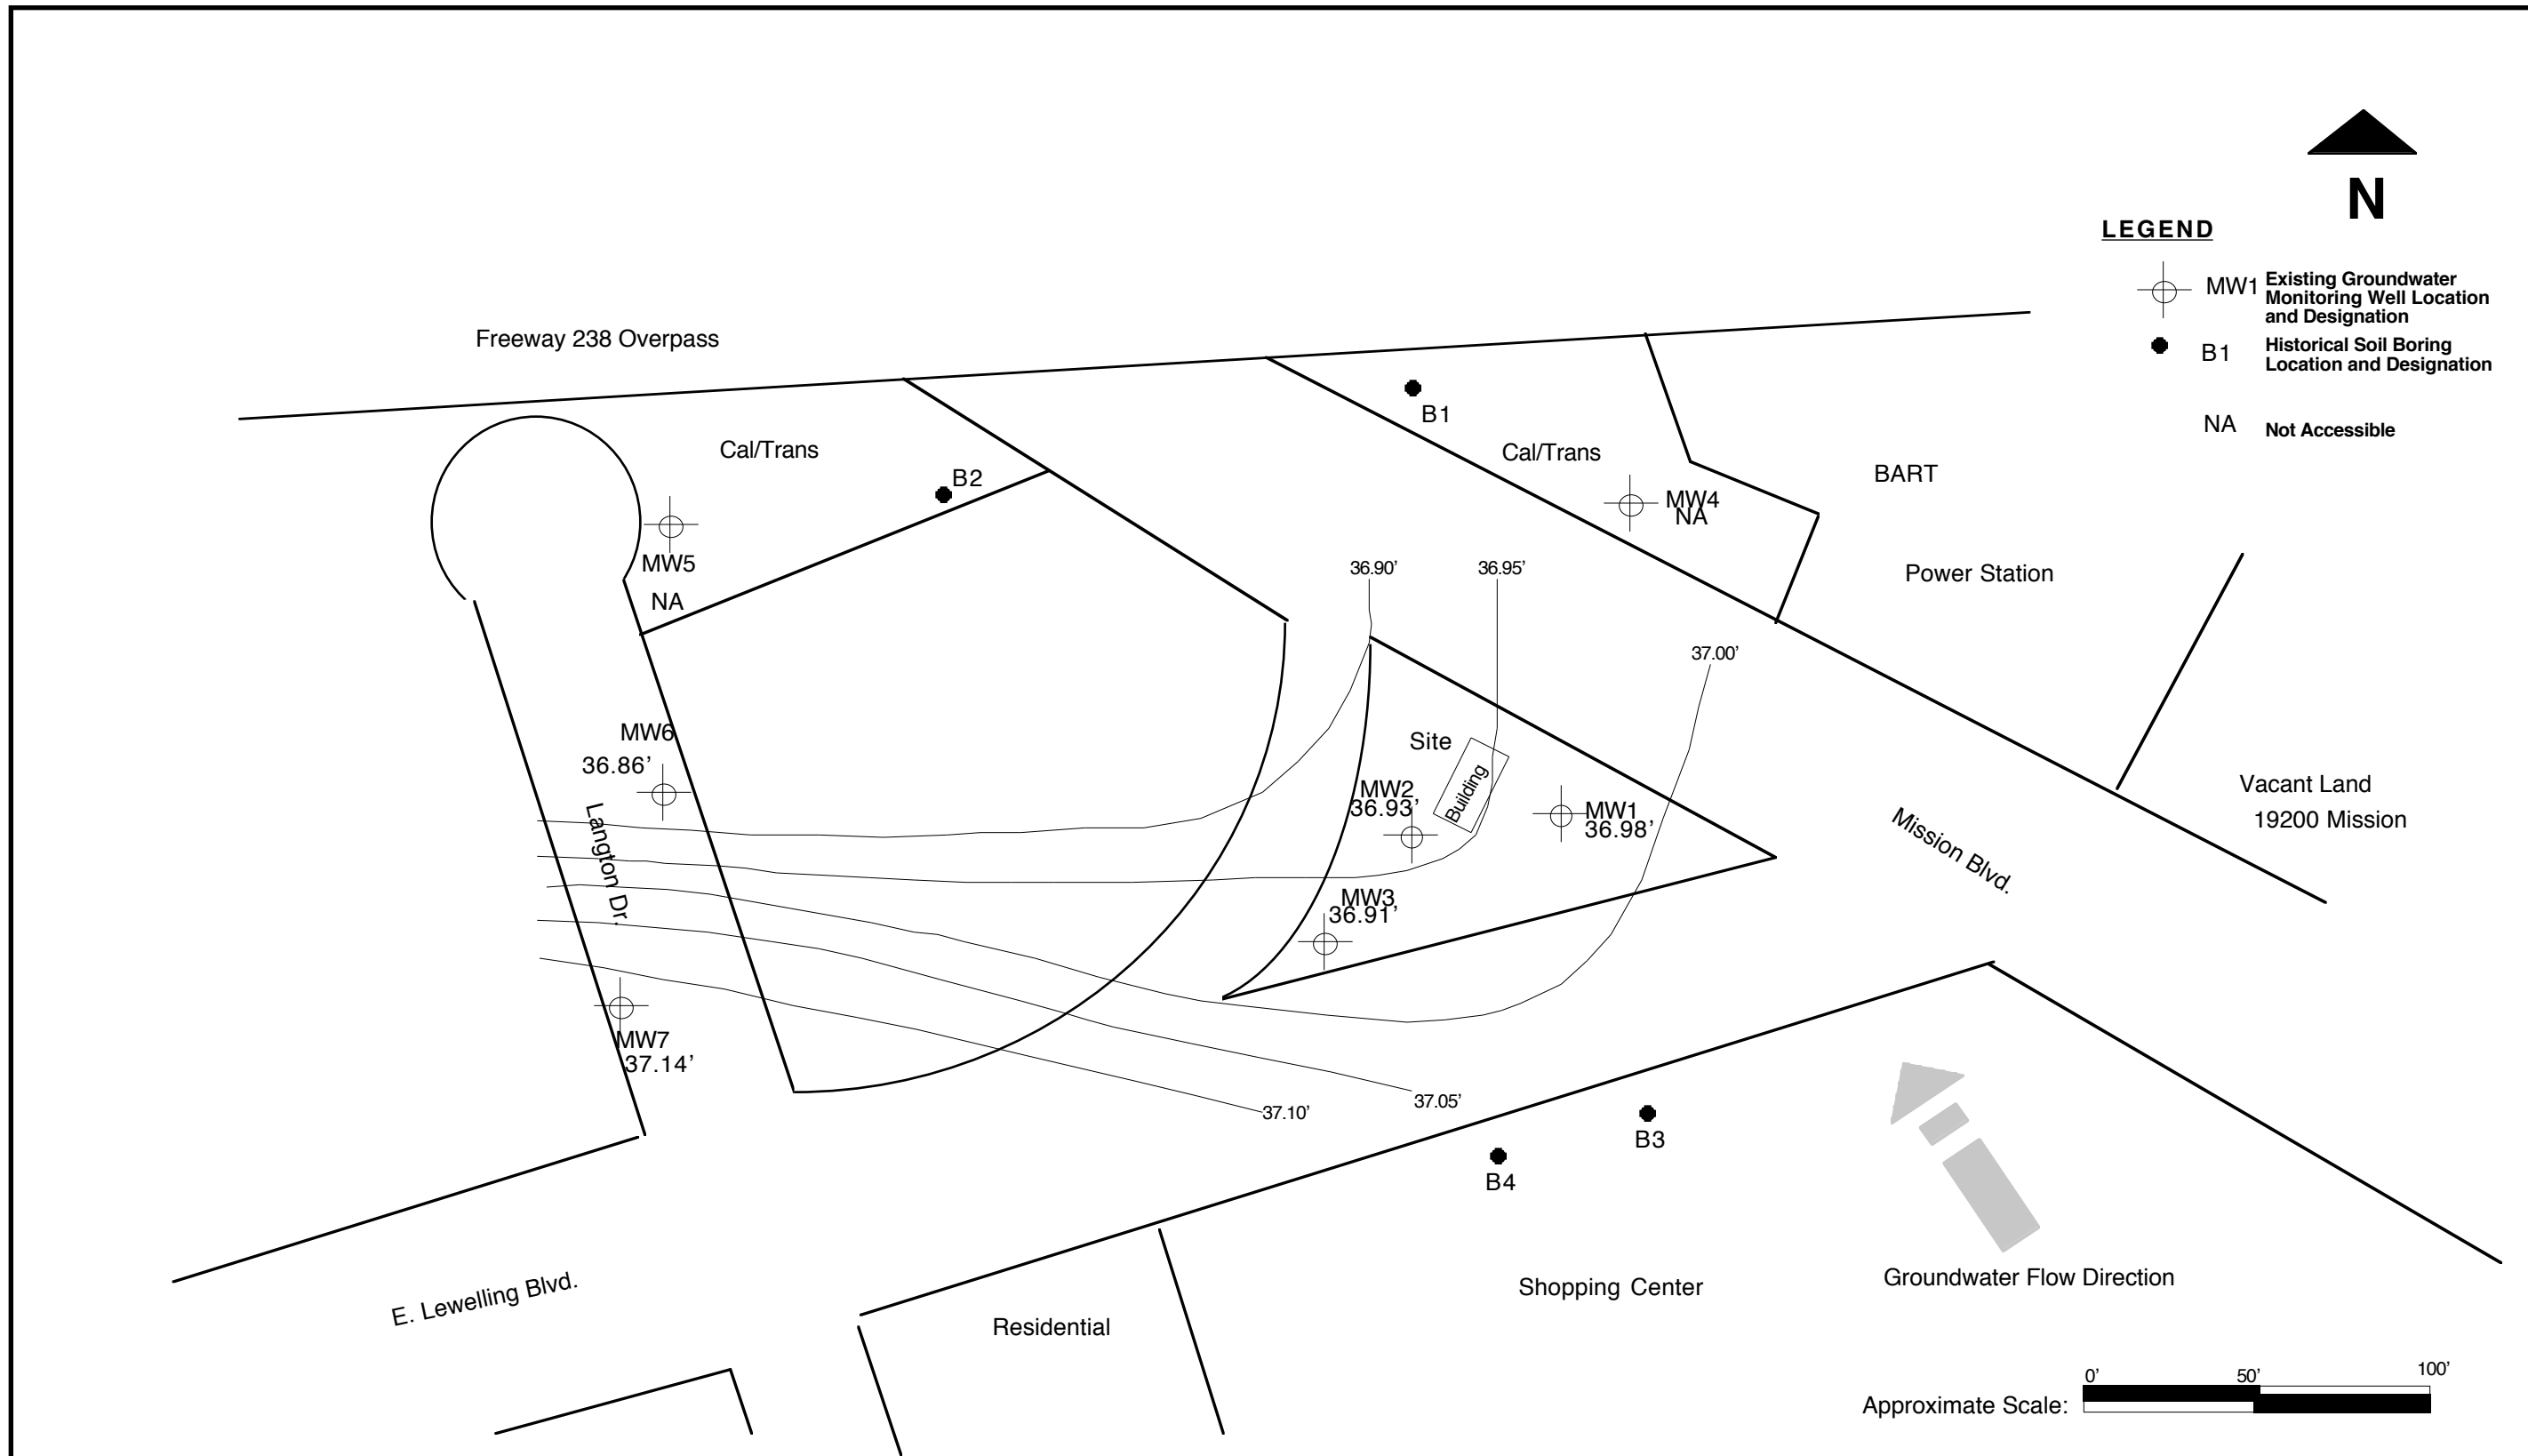 N
LEGEND
MW1 Existing Groundwater
Monitoring Well Location
and Designation
B1 Historical Soil Boring
Location and Designation
NA Not Accessible
Freeway 238 Overpass
Cal/Trans
B2
B1
Cal/Trans
MW4
NA
BART
Power Station
MW5
NA
36.90’
36.95’
37.00’
MW6
36.86’
Langton Dr.
Site
Building
MW2
36.93’
MW1
36.98’
MW3
36.91’
Mission Blvd.
Vacant Land
19200 Mission
MW7
37.14’
37.10’
37.05’
B3
B4
E. Lewelling Blvd.
Residential
Shopping Center
Groundwater Flow Direction
Approximate Scale:
0’ 50’ 100’